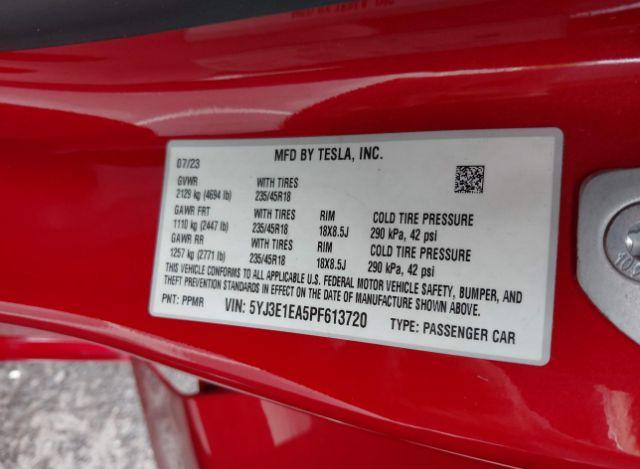 07/23 MFD BY TESLA, INC.
GVWR WITH TIRES
2129 kg (4694 lb) 235/45R18
GAWR FRT WITH TIRES RIM COLD TIRE PRESSURE
1110 kg (2447 lb) 235/45R18 18X8.5J 290 kPa, 42 psi
GAWR RR WITH TIRES RIM COLD TIRE PRESSURE
1257 kg (2771 lb) 235/45R18 18X8.5J 290 kPa, 42 psi
THIS VEHICLE CONFORMS TO ALL APPLICABLE U.S. FEDERAL MOTOR VEHICLE SAFETY, BUMPER, AND
THEFT PREVENTION STANDARDS IN EFFECT ON THE DATE OF MANUFACTURE SHOWN ABOVE.
PNT: PPMR VIN: 5YJ3E1EA5PF613720 TYPE: PASSENGER CAR